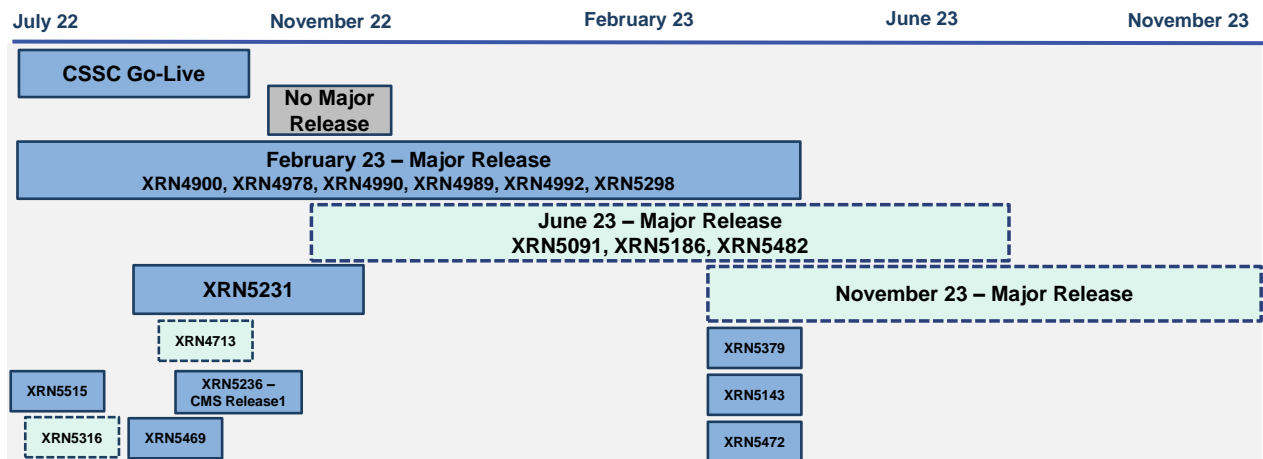 July 22
November 22
February 23
June 23
November 23
CSSC Go-Live
No Major
Release
February 23 – Major Release
XRN4900, XRN4978, XRN4990, XRN4989, XRN4992, XRN5298
June 23 – Major Release
XRN5091, XRN5186, XRN5482
XRN5231
November 23 – Major Release
XRN4713
XRN5379
XRN5515
XRN5236 –
CMS Release1
XRN5143
XRN5316
XRN5469
XRN5472